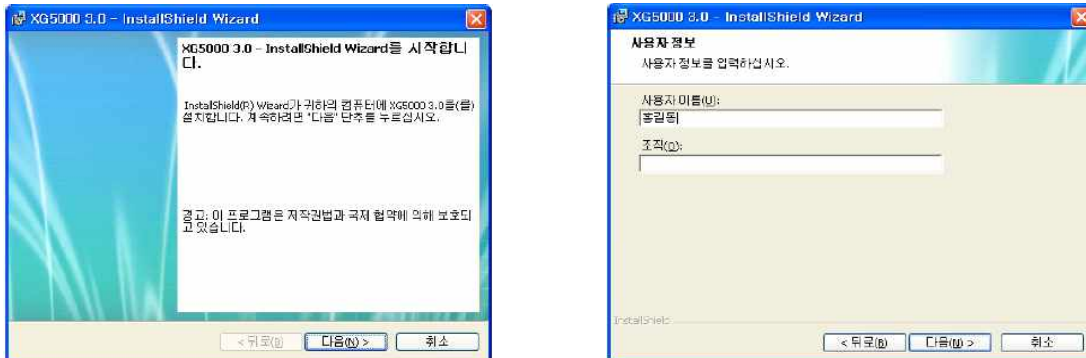 XG5000 3.0 - InstallShield Wizard
XG5000 3.0 - InstallShield Wizard를 시작합니
다.
InstallShield(R) Wizard가 귀하의 컴퓨터에 XG5000 3.0을(를)
설치합니다. 계속하려면 "다음" 단추를 누르십시오.
경고: 이 프로그램은 저작권법과 국제 협약에 의해 보호되
고 있습니다.
< 뒤로(B)
다음(N) >
취소
XG5000 3.0 - InstallShield Wizard
사용자 정보
사용자 정보를 입력하십시오.
사용자 이름(U):
홍길동
조직(O):
InstallShield
< 뒤로(B)
다음(N) >
취소